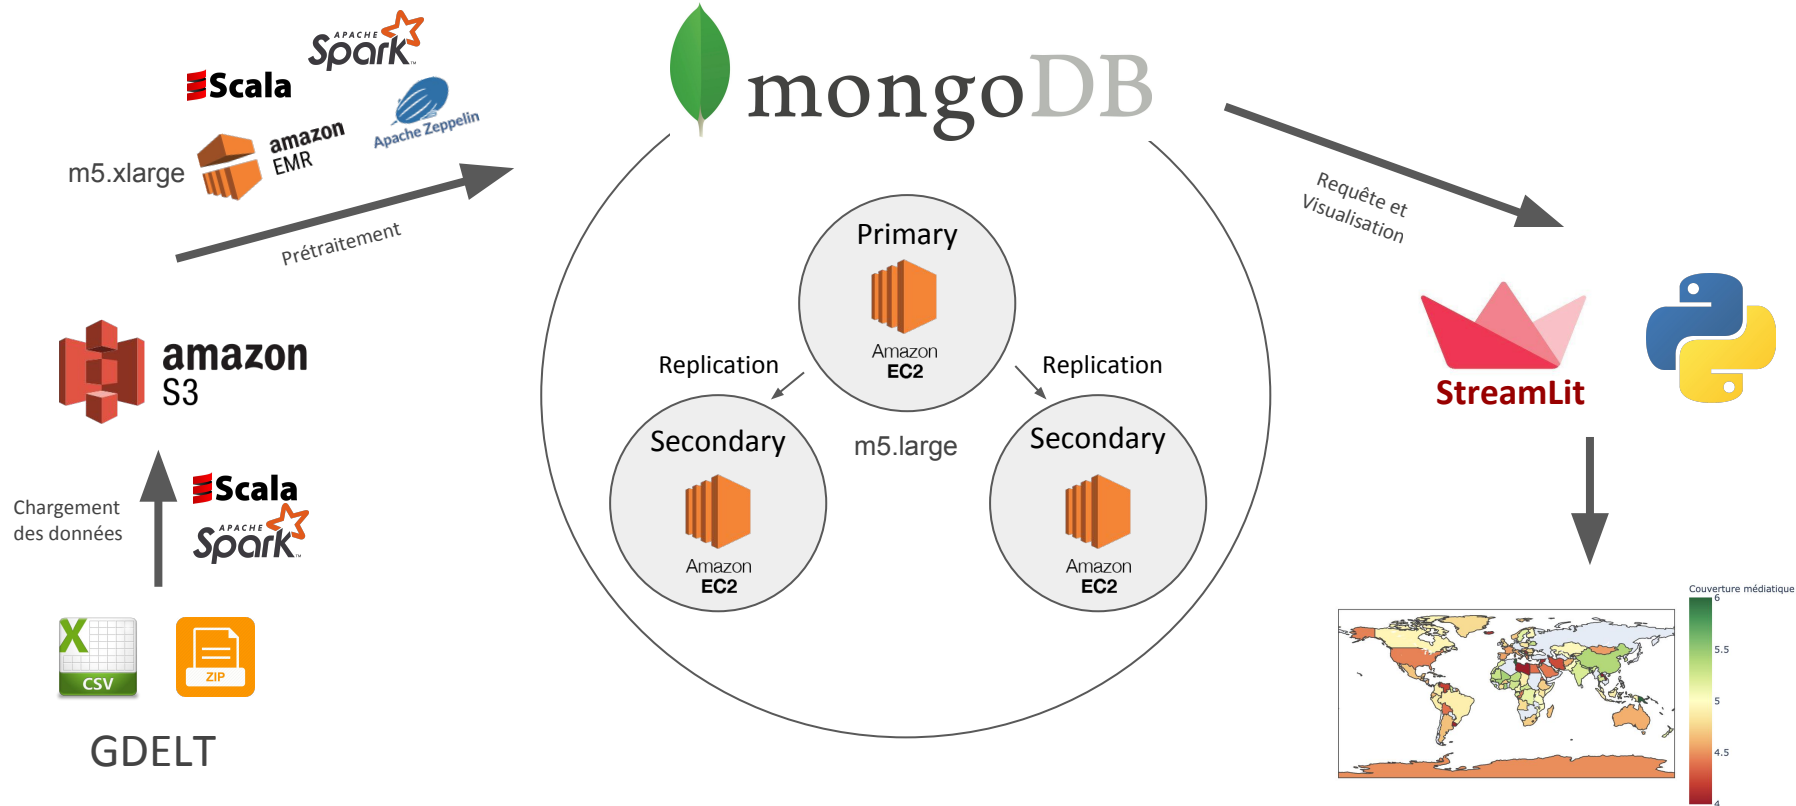 APACHE
Spark
Scala
Apache Zeppelin
amazon
EMR
m5.xlarge
Prétraitement
mongoDB
Requête et
Visualisation
amazon
S3
Chargement
des données
Scala
APACHE
Spark
CSV
ZIP
GDELT
Primary
Amazon
EC2
Replication
Replication
m5.large
Secondary
Amazon
EC2
Secondary
Amazon
EC2
StreamLit
Couverture médiatique
6
5.5
5
4.5
4